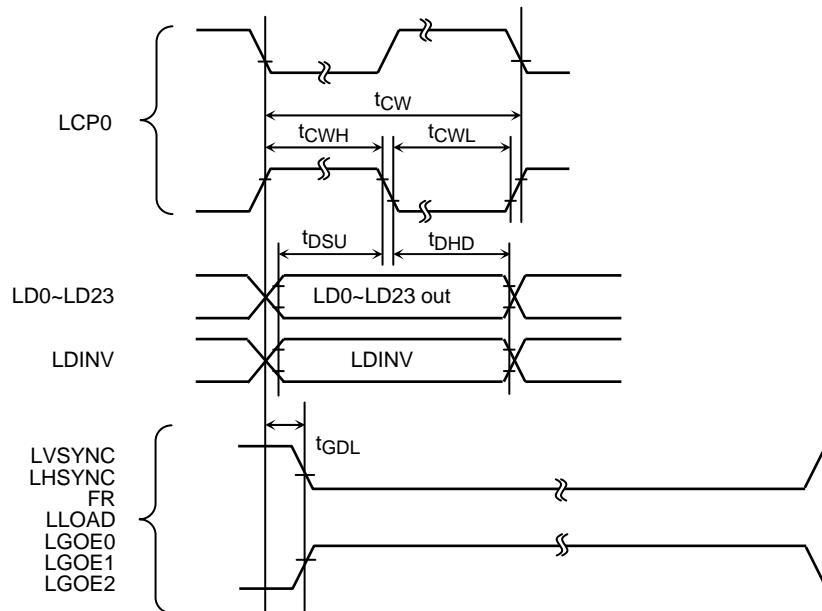 LCP0
tCW
tCWH
tCWL
tDSU
tDHD
LD0~LD23
LD0~LD23 out
LDINV
LDINV
tGDL
LVSYNC
LHSYNC
FR
LLOAD
LGOE0
LGOE1
LGOE2